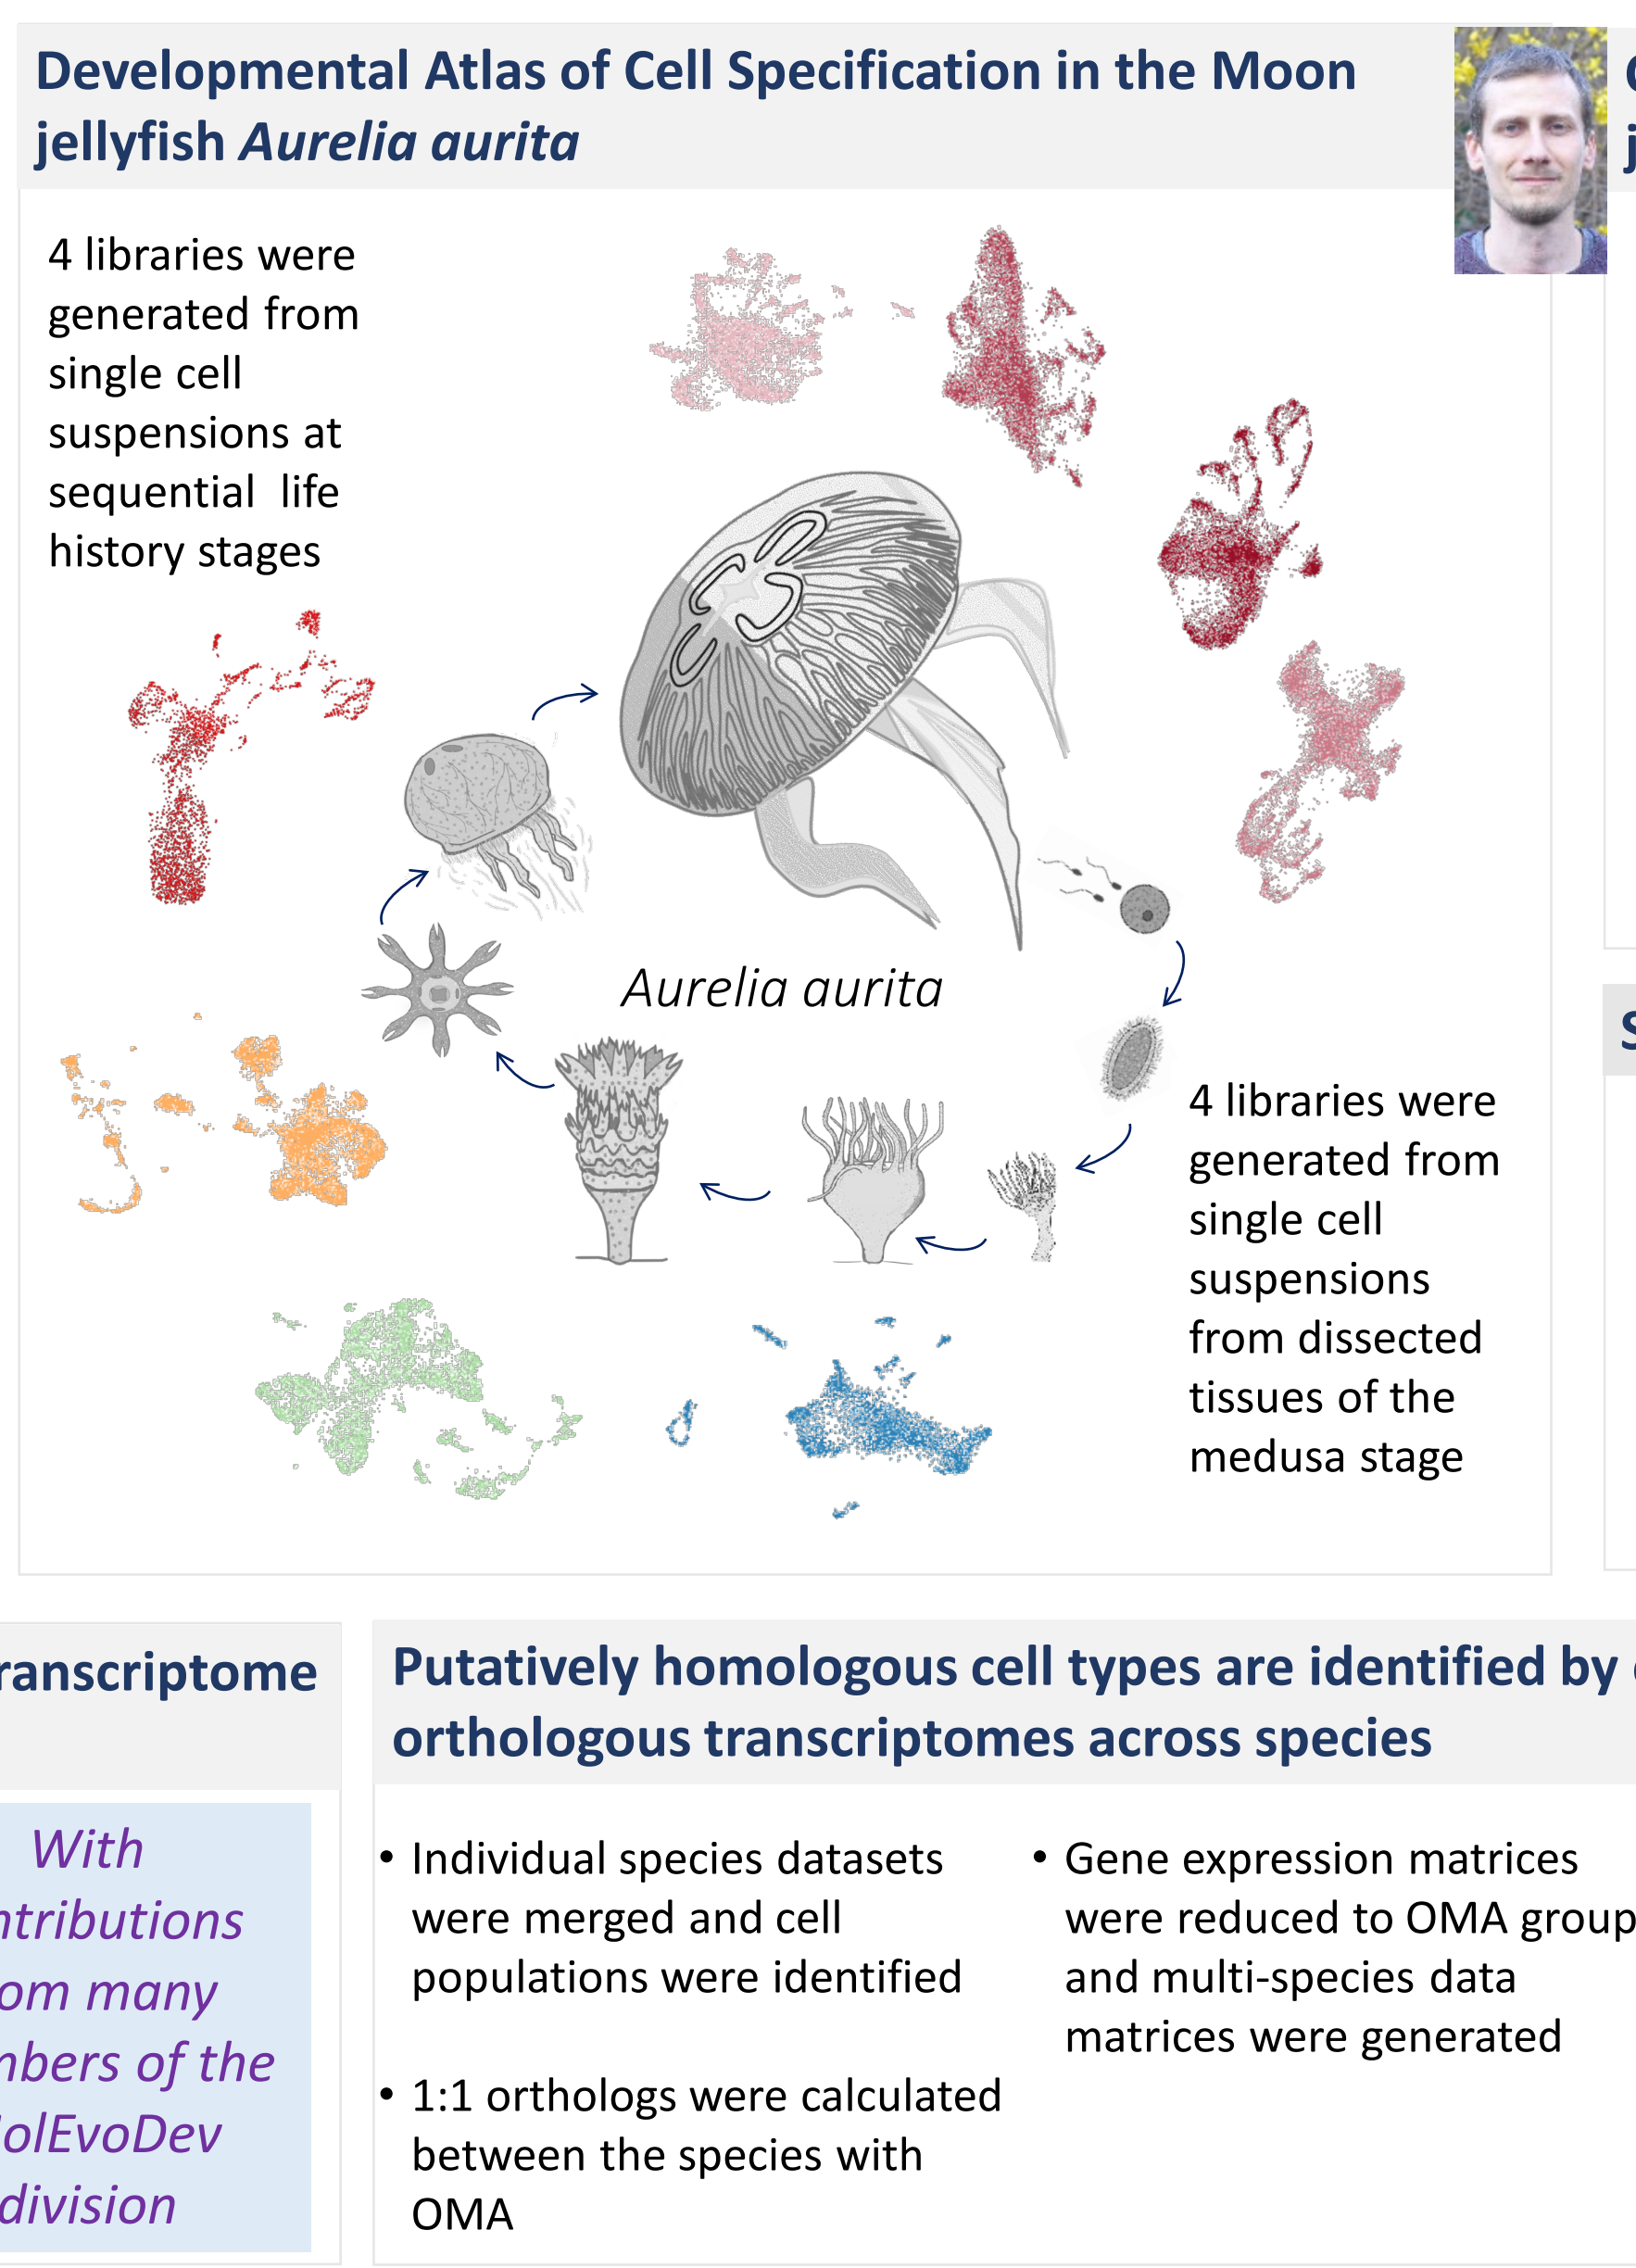 Developmental Atlas of Cell Specification in the Moon
jellyfish Aurelia aurita
4 libraries were
generated from
single cell
suspensions at
sequential  life
history stages
Aurelia aurita
4 libraries were
generated from
single cell
suspensions
from dissected
tissues of the
medusa stage
ranscriptome
With
ntributions
om many
nbers of the
olEvoDev
division
Putatively homologous cell types are identified by
orthologous transcriptomes across species
• Individual species datasets
were merged and cell
populations were identified
• 1:1 orthologs were calculated
between the species with
OMA
• Gene expression matrices
were reduced to OMA group
and multi-species data
matrices were generated